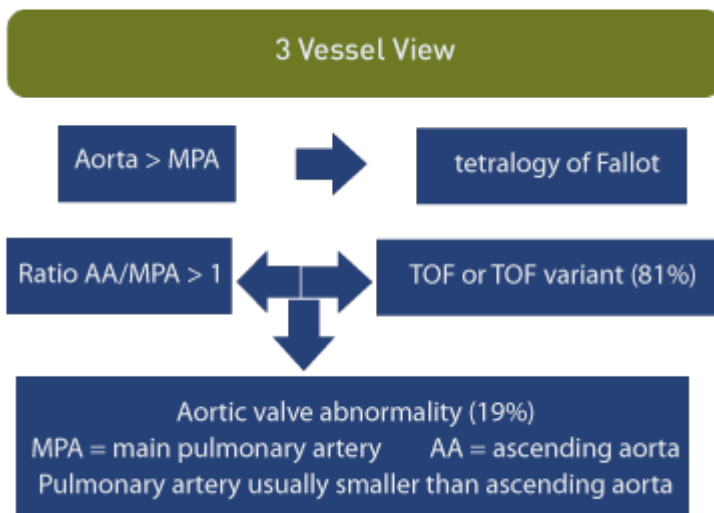 3 Vessel View
Aorta > MPA
tetralogy of Fallot
Ratio AA/MPA > 1
TOF or TOF variant (81%)
Aortic valve abnormality (19%)
MPA = main pulmonary artery AA = ascending aorta
Pulmonary artery usually smaller than ascending aorta